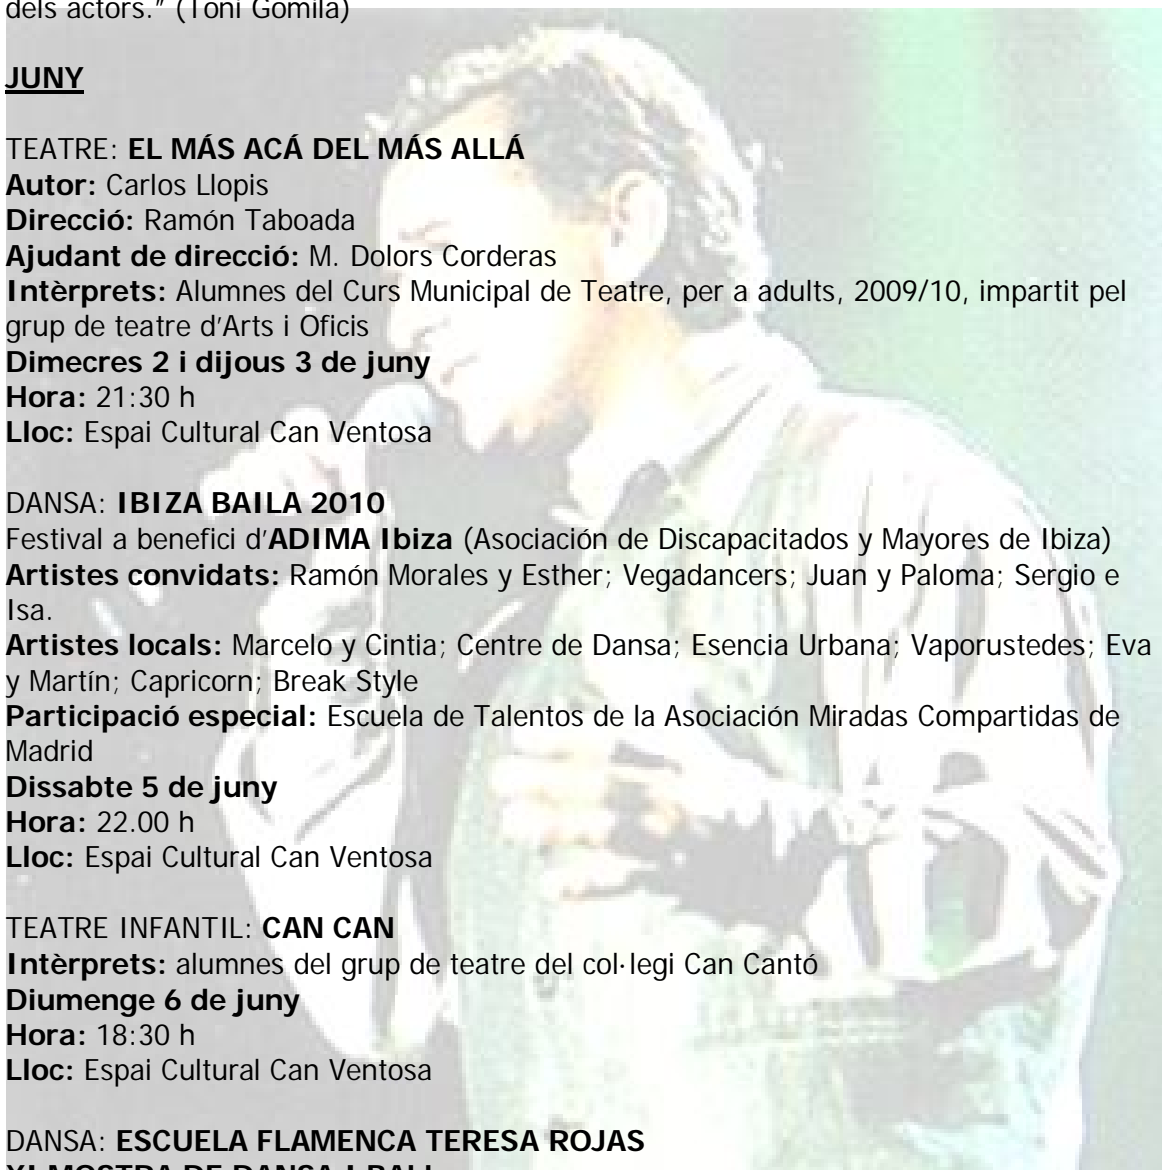 dels actors.” (Toni Gomila)
JUNY
TEATRE: EL MÁS ACÁ DEL MÁS ALLÁ
Autor: Carlos Llopis
Direcció: Ramón Taboada
Ajudant de direcció: M. Dolors Corderas
Intèrprets: Alumnes del Curs Municipal de Teatre, per a adults, 2009/10, impartit pel
grup de teatre d’Arts i Oficis
Dimecres 2 i dijous 3 de juny
Hora: 21:30 h
Lloc: Espai Cultural Can Ventosa
DANSA: IBIZA BAILA 2010
Festival a benefici d’ADIMA Ibiza (Asociación de Discapacitados y Mayores de Ibiza)
Artistes convidats: Ramón Morales y Esther; Vegadancers; Juan y Paloma; Sergio e
Isa.
Artistes locals: Marcelo y Cintia; Centre de Dansa; Esencia Urbana; Vaporustedes; Eva
y Martín; Capricorn; Break Style
Participació especial: Escuela de Talentos de la Asociación Miradas Compartidas de
Madrid
Dissabte 5 de juny
Hora: 22.00 h
Lloc: Espai Cultural Can Ventosa
TEATRE INFANTIL: CAN CAN
Intèrprets: alumnes del grup de teatre del col·legi Can Cantó
Diumenge 6 de juny
Hora: 18:30 h
Lloc: Espai Cultural Can Ventosa
DANSA: ESCUELA FLAMENCA TERESA ROJAS
XI MOSTRA DE DANSA I BALL